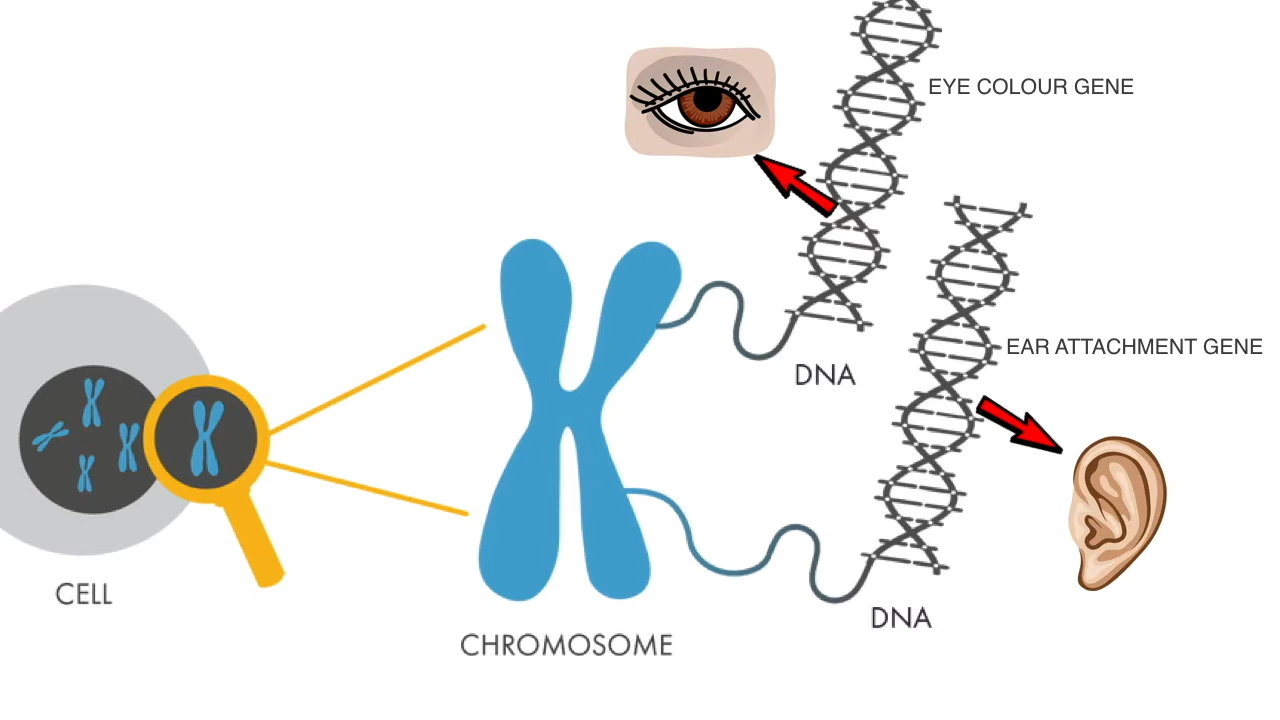 EYE COLOUR GENE
EAR ATTACHMENT GENE
DNA
CELL
DNA
CHROMOSOME